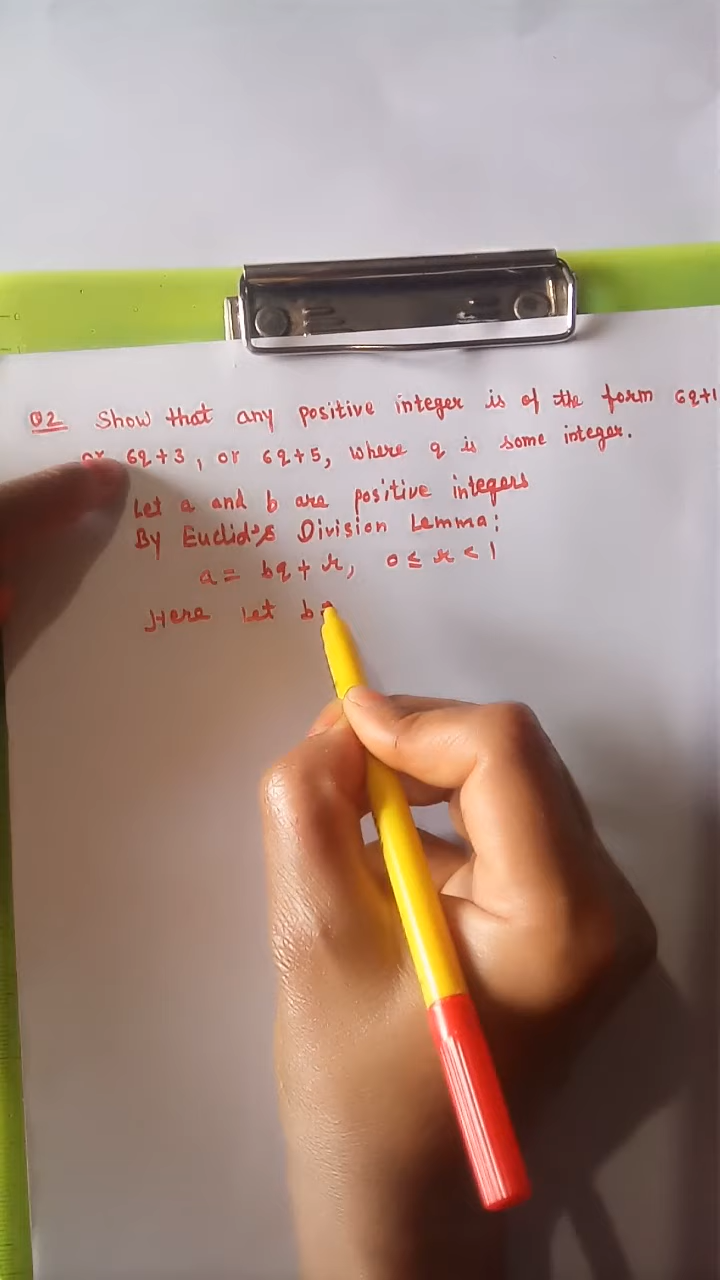 Q2 Show that any positive integer is of the form 6q+1
or 6q+3, or 6q+5, where q is some integer.
Let a and b are positive integers
By Euclid's Division Lemma;
a = bq + r, 0 ≤ r < 1
Here Let b=